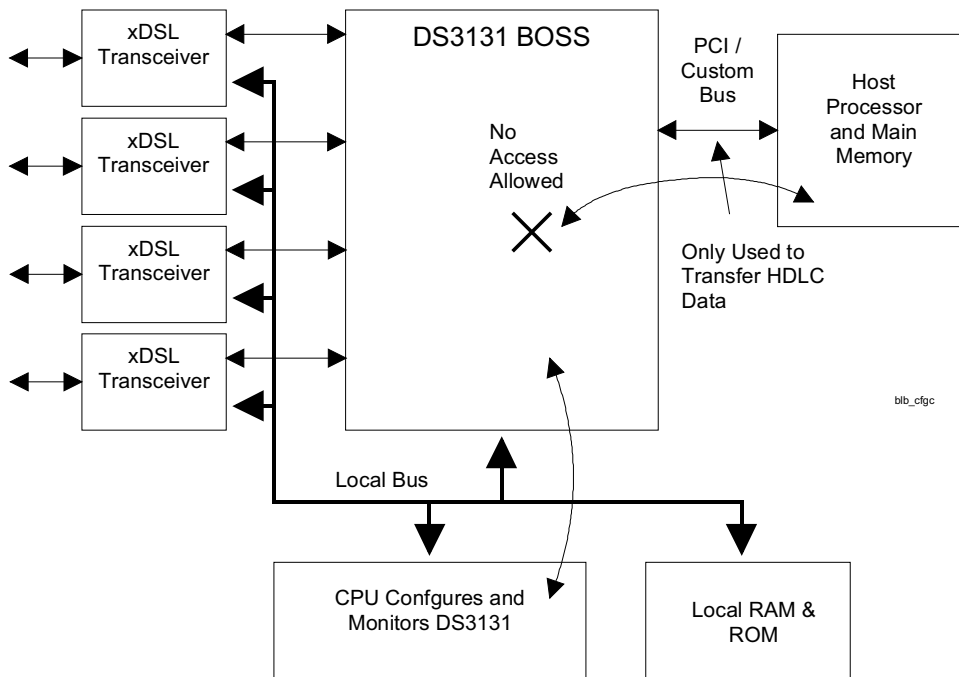 xDSL
Transceiver
xDSL
Transceiver
xDSL
Transceiver
xDSL
Transceiver
DS3131 BOSS
No
Access
Allowed
PCI /
Custom
Bus
Host
Processor
and Main
Memory
Only Used to
Transfer HDLC
Data
blb_cfgc
Local Bus
CPU Confgures and
Monitors DS3131
Local RAM &
ROM